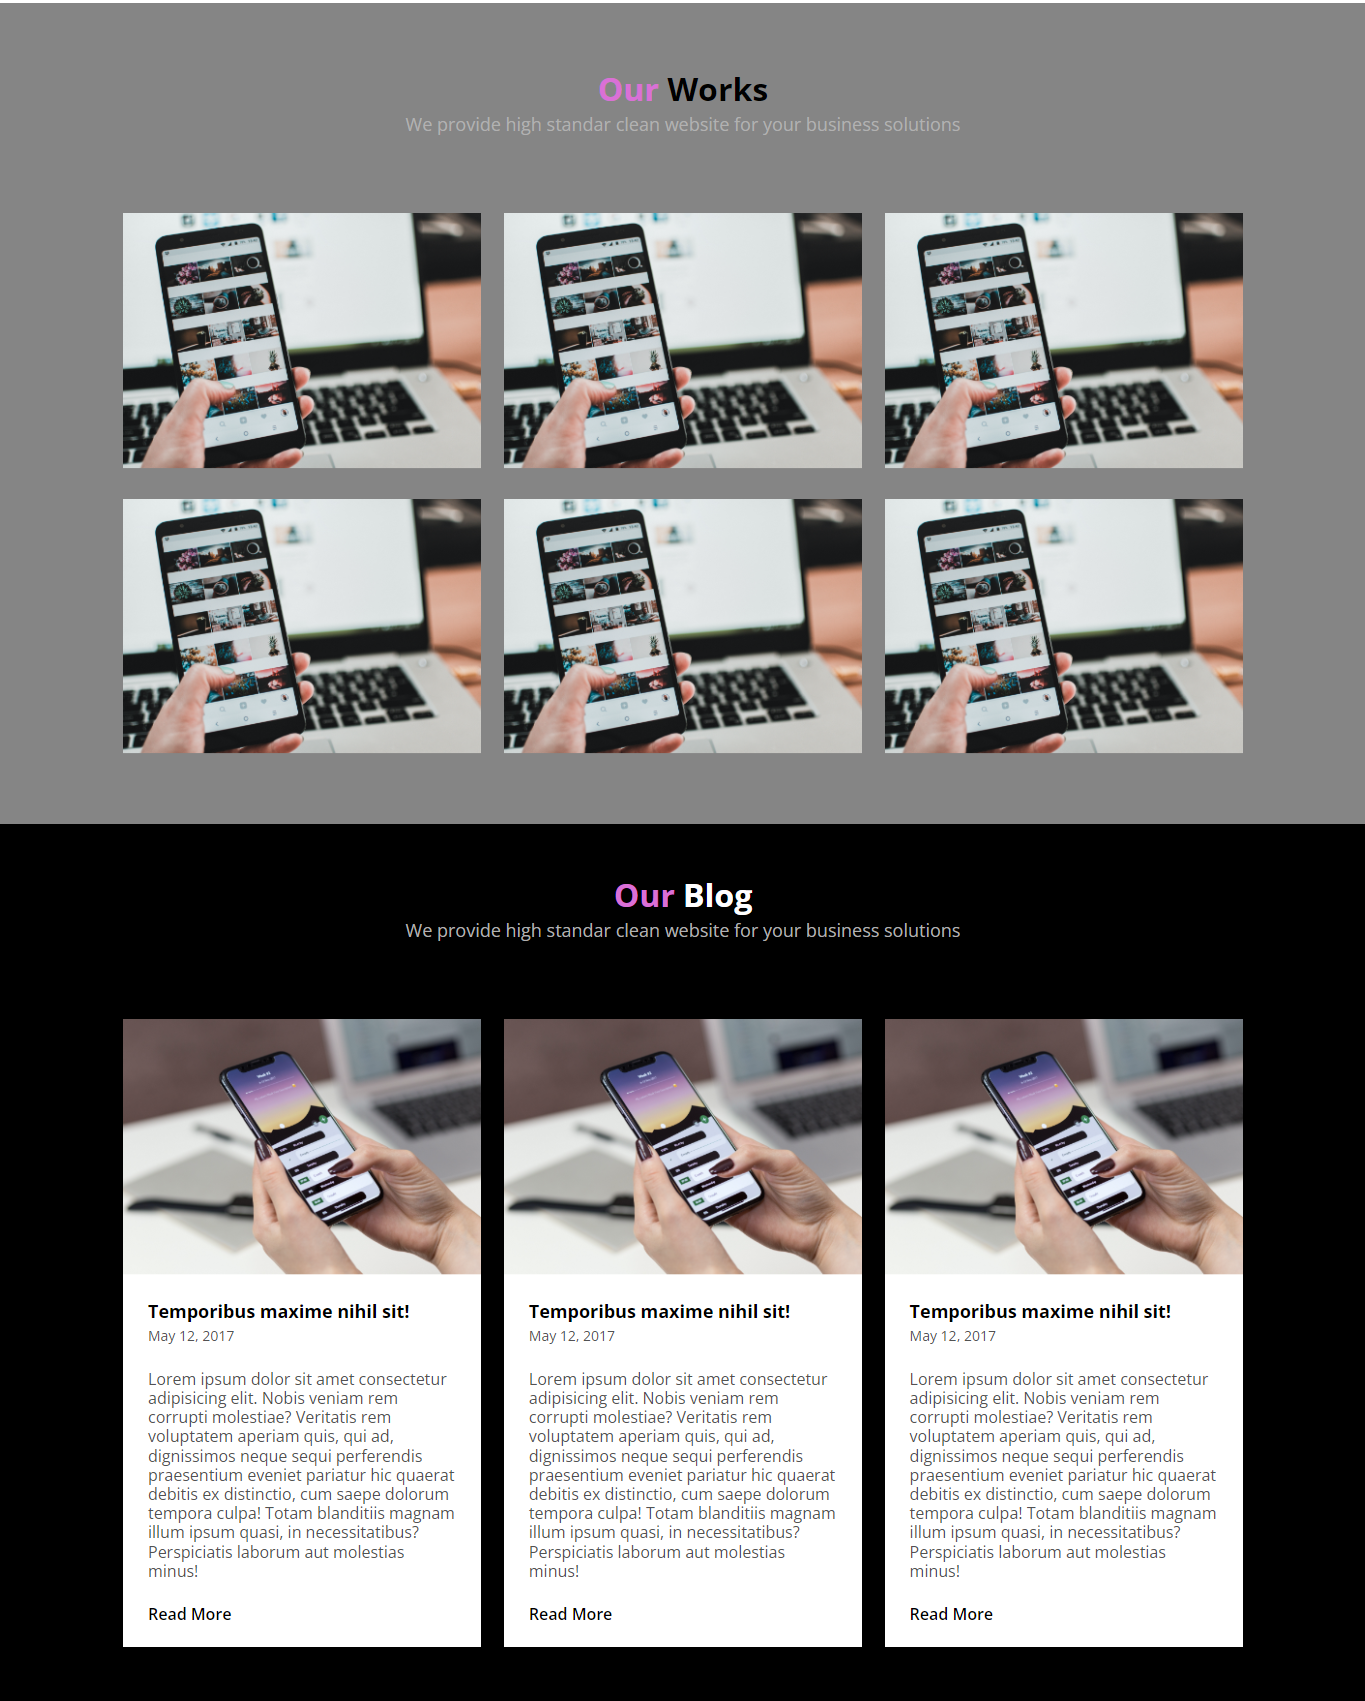 Our Works
We provide high standar clean website for your business solutions
Our Blog
We provide high standar clean website for your business solutions
Temporibus maxime nihil sit!
May 12, 2017
Lorem ipsum dolor sit amet consectetur
adipisicing elit. Nobis veniam rem
corrupti molestiae? Veritatis rem
voluptatem aperiam quis, qui ad,
dignissimos neque sequi perferendis
praesentium eveniet pariatur hic quaerat
debitis ex distinctio, cum saepe dolorum
tempora culpa! Totam blanditiis magnam
illum ipsum quasi, in necessitatibus?
Perspiciatis laborum aut molestias
minus!
Read More
Temporibus maxime nihil sit!
May 12, 2017
Lorem ipsum dolor sit amet consectetur
adipisicing elit. Nobis veniam rem
corrupti molestiae? Veritatis rem
voluptatem aperiam quis, qui ad,
dignissimos neque sequi perferendis
praesentium eveniet pariatur hic quaerat
debitis ex distinctio, cum saepe dolorum
tempora culpa! Totam blanditiis magnam
illum ipsum quasi, in necessitatibus?
Perspiciatis laborum aut molestias
minus!
Read More
Temporibus maxime nihil sit!
May 12, 2017
Lorem ipsum dolor sit amet consectetur
adipisicing elit. Nobis veniam rem
corrupti molestiae? Veritatis rem
voluptatem aperiam quis, qui ad,
dignissimos neque sequi perferendis
praesentium eveniet pariatur hic quaerat
debitis ex distinctio, cum saepe dolorum
tempora culpa! Totam blanditiis magnam
illum ipsum quasi, in necessitatibus?
Perspiciatis laborum aut molestias
minus!
Read More